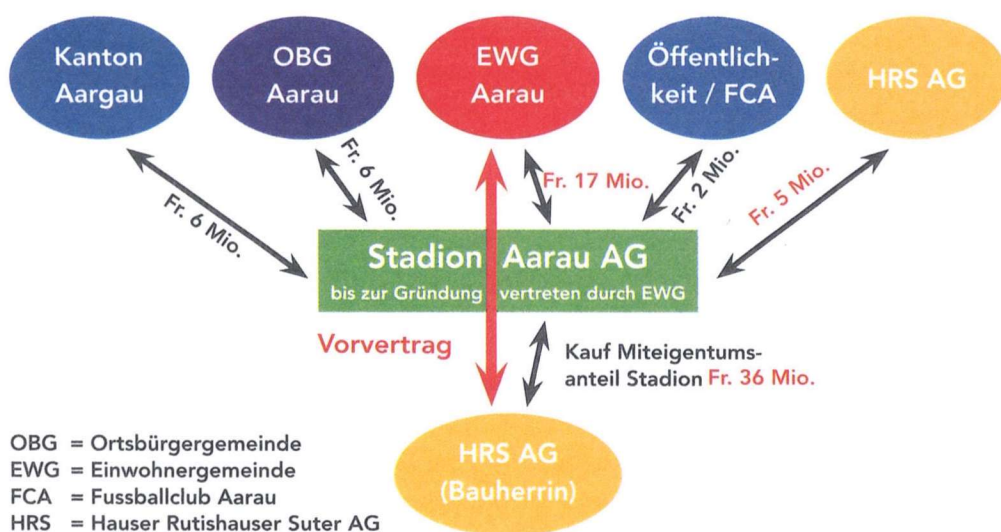 Kanton
Aargau
OBG
Aarau
EWG
Aarau
Öffentlich-
keit / FCA
HRS AG
Fr. 6 Mio.
Fr. 6 Mio.
Fr. 17 Mio.
Fr. 2 Mio.
Fr. 5 Mio.
Stadion Aarau AG
bis zur Gründung vertreten durch EWG
Vorvertrag
Kauf Miteigentums-
anteil Stadion Fr. 36 Mio.
HRS AG
(Bauherrin)
OBG = Ortsbürgergemeinde
EWG = Einwohnergemeinde
FCA = Fussballclub Aarau
HRS = Hauser Rutishauser Suter AG